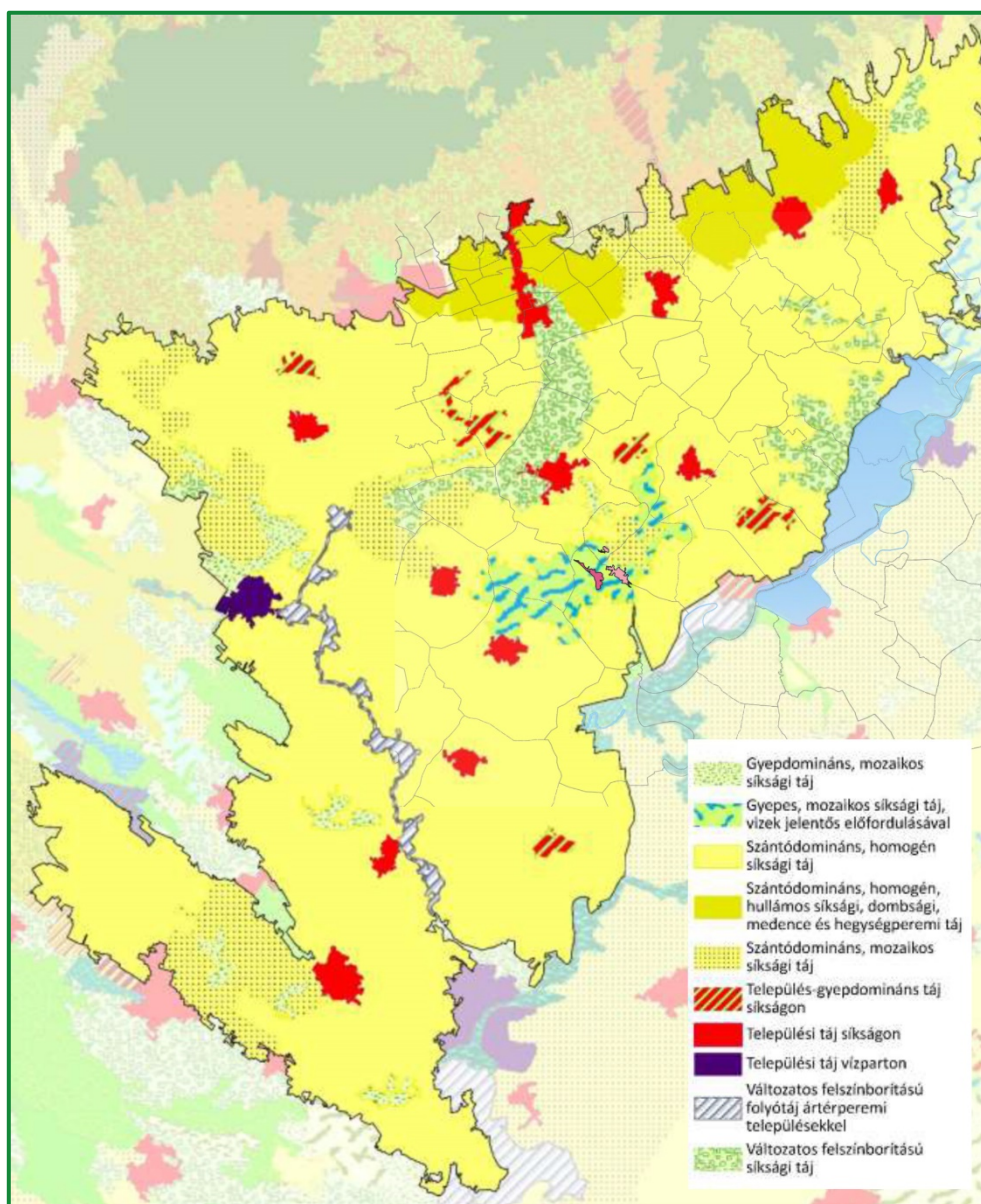 Gyepdomináns, mozaikos
síksági táj
Gyepes, mozaikos síksági táj,
vizek jelentős előfordulásával
Szántódomináns, homogén
síksági táj
Szántódomináns, homogén,
hullámos síksági, dombsági,
medence és hegységperemi táj
Szántódomináns, mozaikos
síksági táj
Település-gyepdomináns táj
síkságon
Települési táj síkságon
Települési táj vízparton
Változatos felszínborítású
folyótáj ártérperemi
településekkel
Változatos felszínborítású
síksági táj